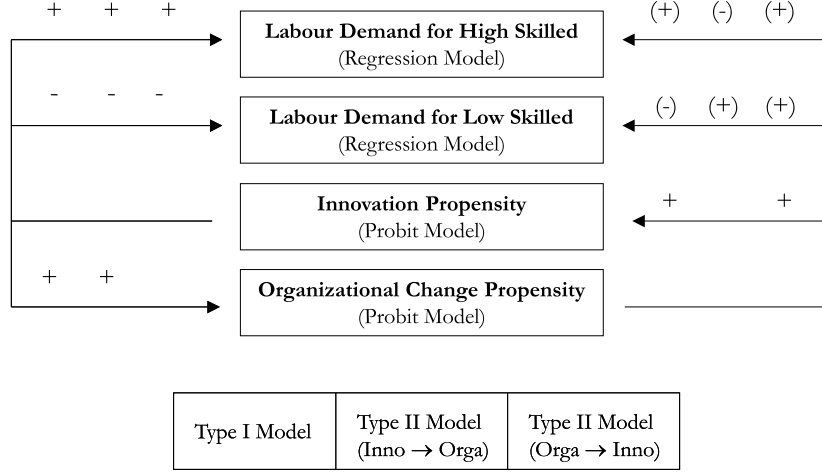 + + + Labour Demand for High Skilled (+) (-) (+)
(Regression Model)
- - - Labour Demand for Low Skilled (-) (+) (+)
(Regression Model)
Innovation Propensity + +
(Probit Model)
+ + Organizational Change Propensity
(Probit Model)
Type I Model
Type II Model
(Inno → Orga)
Type II Model
(Orga → Inno)